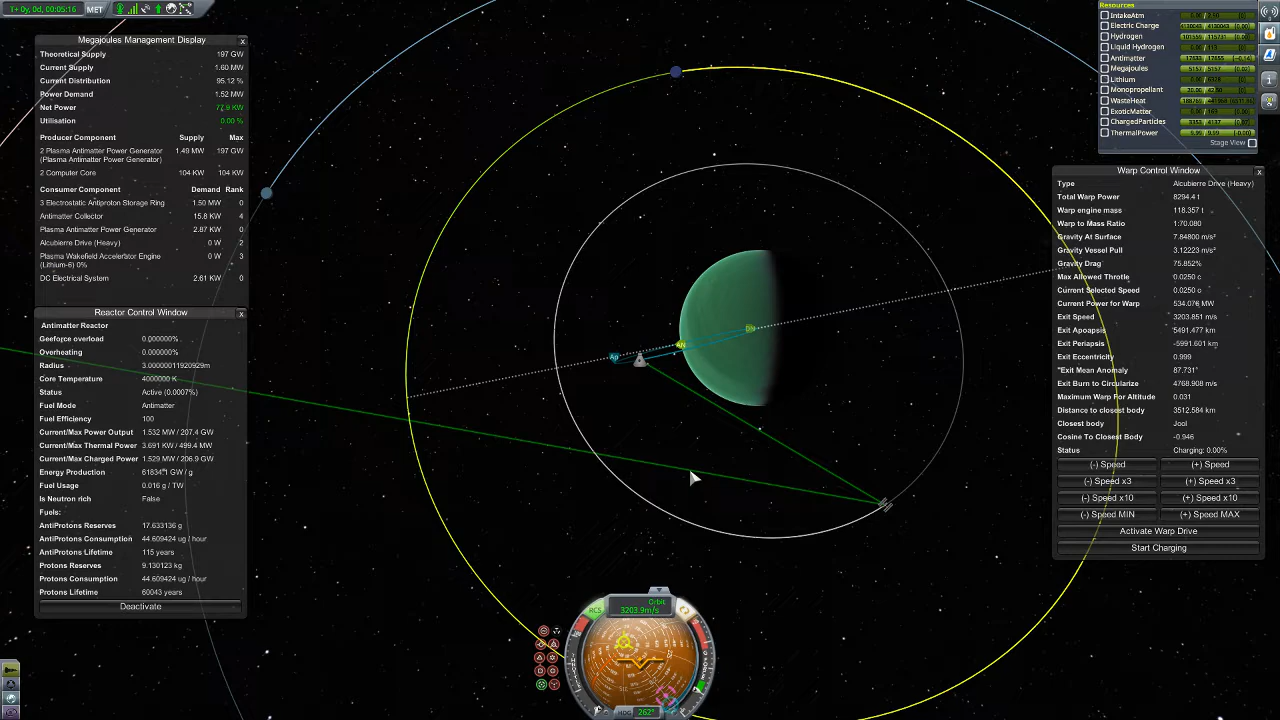 T+ 0y, 0d, 00:05:16 MET
Megajoules Management Display x
Theoretical Supply 197 GW
Current Supply 1.60 MW
Current Distribution 95.12 %
Power Demand 1.52 MW
Net Power 77.9 KW
Utilisation 0.00 %
Producer Component Supply Max
2 Plasma Antimatter Power Generator 1.49 MW 197 GW
(Plasma Antimatter Power Generator)
2 Computer Core 104 KW 104 KW
Consumer Component Demand Rank
3 Electrostatic Antiproton Storage Ring 1.50 MW 0
Antimatter Collector 15.8 KW 4
Plasma Antimatter Power Generator 2.87 KW 0
Alcubierre Drive (Heavy) 0 W 2
Plasma Wakefield Accelerator Engine 0 W 3
(Lithium-6) 0%
DC Electrical System 2.61 KW 0
Reactor Control Window x
Antimatter Reactor
Geeforce overload 0.000000%
Overheating 0.000000%
Radius 3.00000011920929m
Core Temperature 4000000 K
Status Active (0.0007%)
Fuel Mode Antimatter
Fuel Efficiency 100
Current/Max Power Output 1.532 MW / 207.4 GW
Current/Max Thermal Power 3.691 KW / 499.4 MW
Current/Max Charged Power 1.529 MW / 206.9 GW
Energy Production GW / g
Fuel Usage 0.016 g / TW
Is Neutron rich False
Fuels:
AntiProtons Reserves 17.633136 g
AntiProtons Consumption 44.609424 ug / hour
AntiProtons Lifetime 115 years
Protons Reserves 9.130123 kg
Protons Consumption 44.609424 ug / hour
Protons Lifetime 60043 years
Deactivate
Ap
AN
DN
Resources
IntakeAtm
Electric Charge
Hydrogen
Liquid Hydrogen
Antimatter
Megajoules
Lithium
Monopropellant
WasteHeat
ExoticMatter
ChargedParticles
ThermalPower
Stage View
Warp Control Window x
Type Alcubierre Drive (Heavy)
Total Warp Power 8294.4 t
Warp engine mass 118.357 t
Warp to Mass Ratio 1:70.080
Gravity At Surface 7.84800 m/s²
Gravity Vessel Pull 3.12223 m/s²
Gravity Drag 75.852%
Max Allowed Throttle 0.0250 c
Current Selected Speed 0.0250 c
Current Power for Warp 534.076 MW
Exit Speed 3203.851 m/s
Exit Apoapsis 5491.477 km
Exit Periapsis -5991.601 km
Exit Eccentricity 0.999
"Exit Mean Anomaly 87.731°
Exit Burn to Circularize 4768.908 m/s
Maximum Warp For Altitude 0.031
Distance to closest body 3512.584 km
Closest body Jool
Cosine To Closest Body -0.946
Status Charging: 0.00%
(-) Speed (+) Speed
(-) Speed x3 (+) Speed x3
(-) Speed x10 (+) Speed x10
(-) Speed MIN (+) Speed MAX
Activate Warp Drive
Start Charging
Orbit
3203.9m/s
RCS
HDG 262°